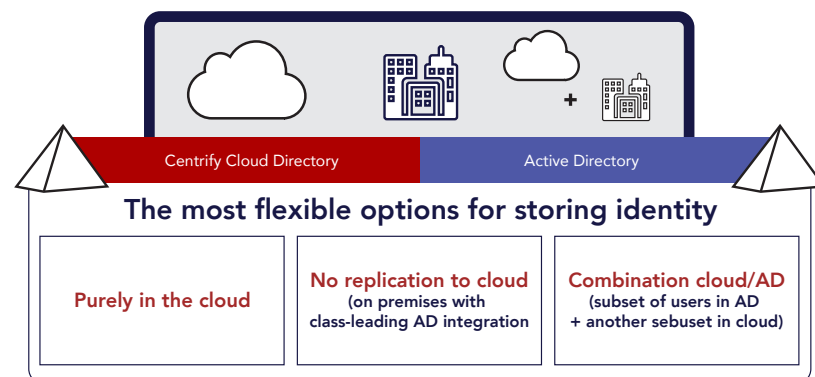 +
Centrify Cloud Directory
Active Directory
The most flexible options for storing identity
Purely in the cloud
No replication to cloud
(on premises with
class-leading AD integration
Combination cloud/AD
(subset of users in AD
+ another sebuset in cloud)